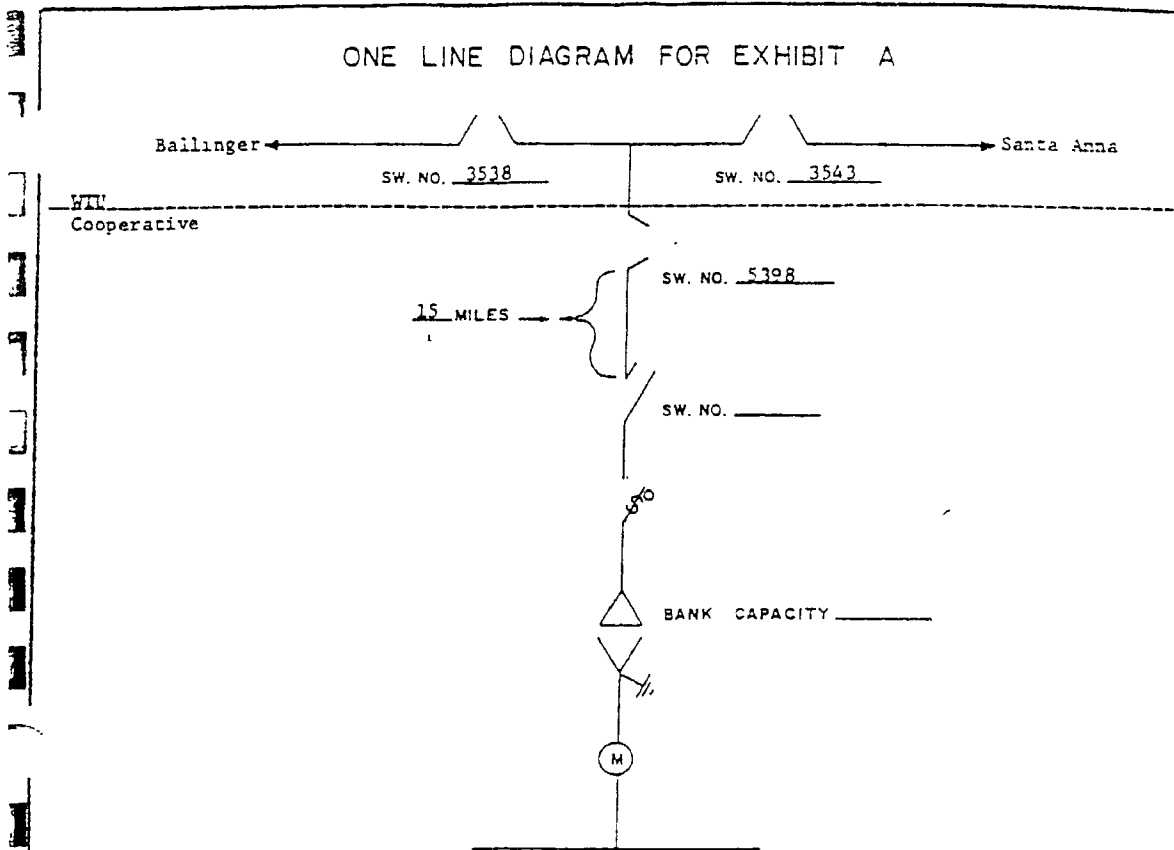 ONE LINE DIAGRAM FOR EXHIBIT A
Ballinger
Santa Anna
SW. NO. 3538
SW. NO. 3543
WTU
Cooperative
SW. NO. 5398
15 MILES
SW. NO.
BANK CAPACITY
M